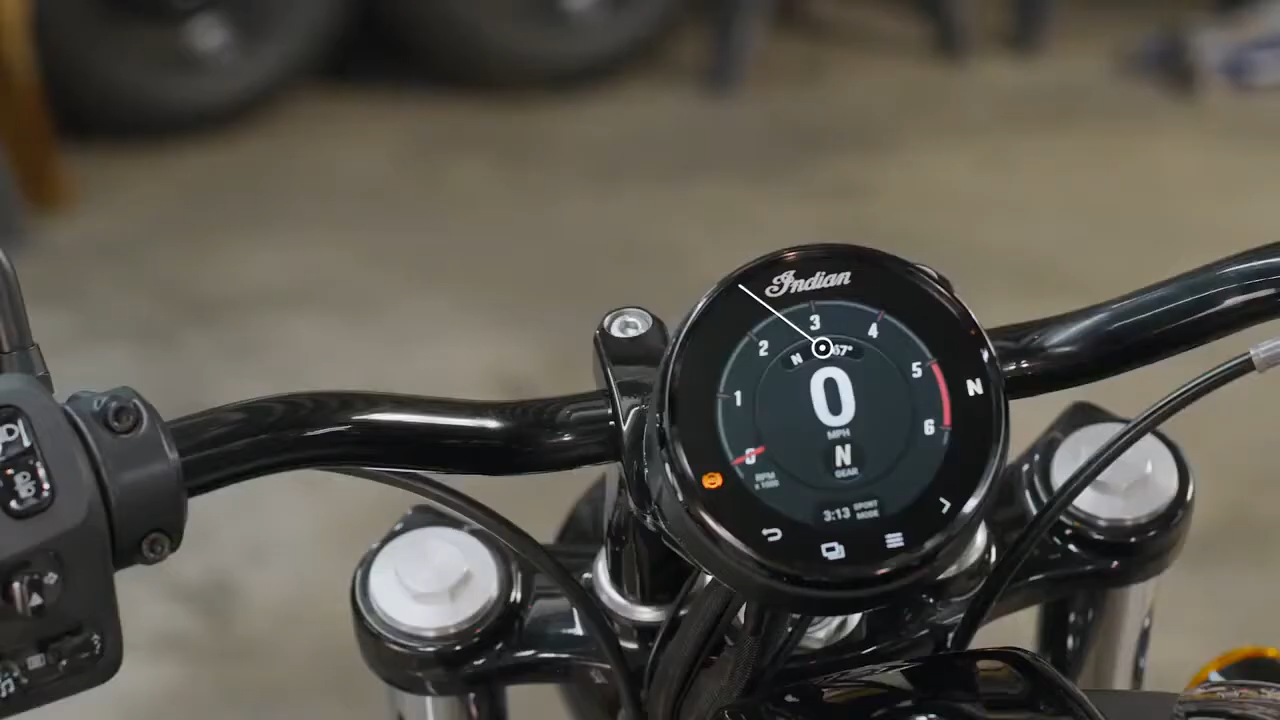 Indian
3
2
4
N
67°
5
N
1
0
MPH
6
0
N
GEAR
RPM
x 1000
3:13
SPORT
MODE